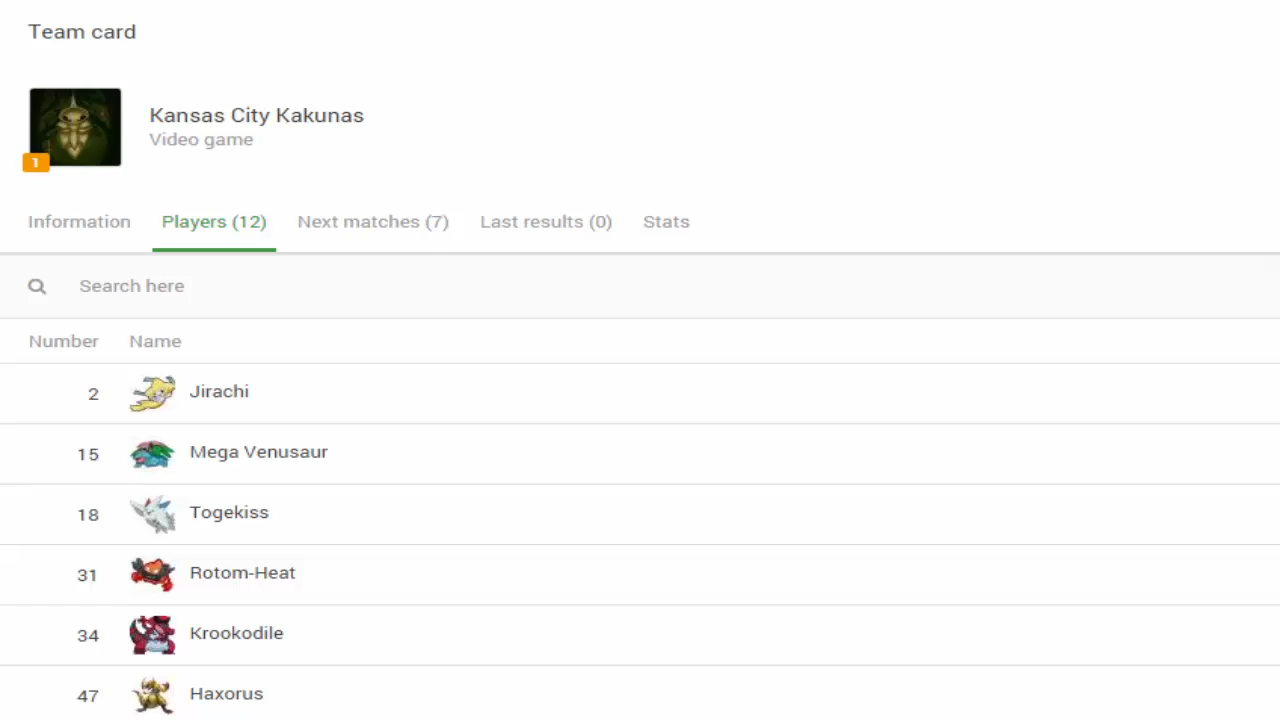 Team card
Kansas City Kakunas
Video game
1
Information Players (12) Next matches (7) Last results (0) Stats
Search here
Number Name
2 Jirachi
15 Mega Venusaur
18 Togekiss
31 Rotom-Heat
34 Krookodile
47 Haxorus